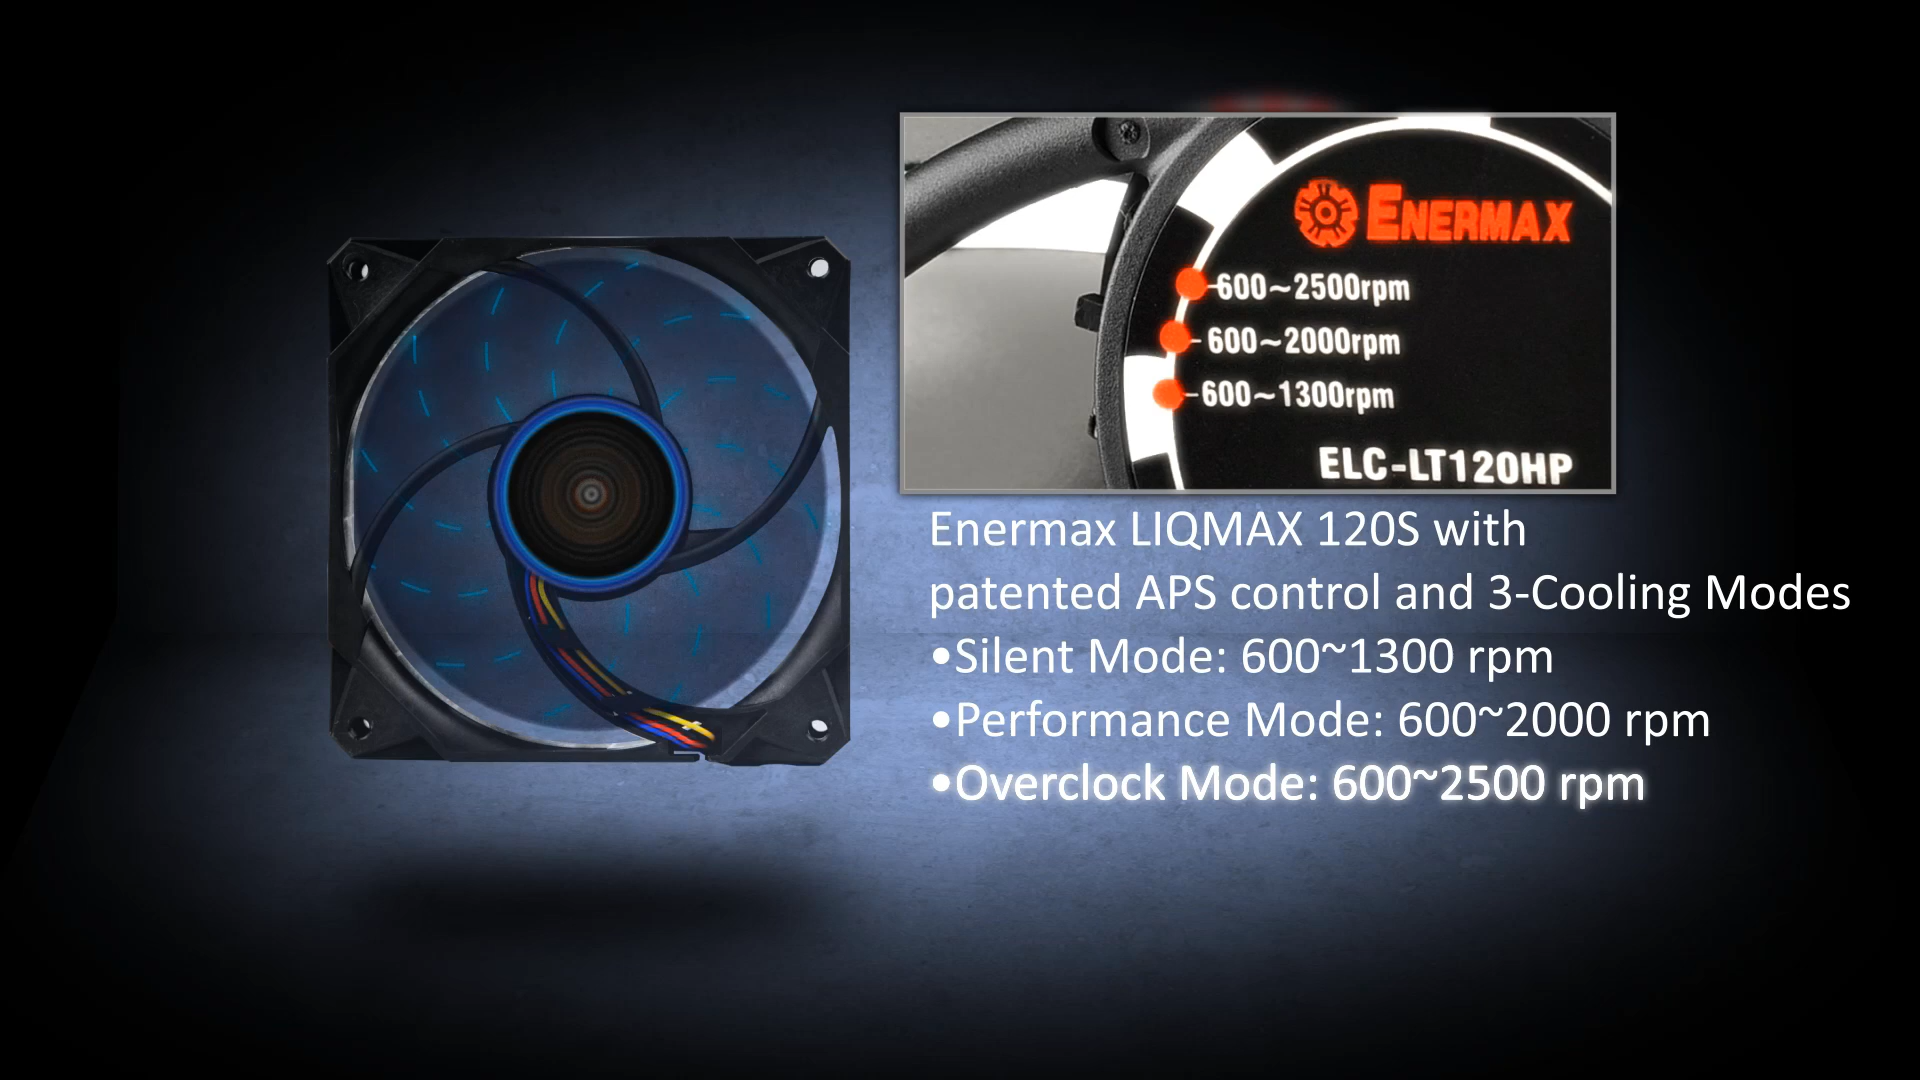 ENERMAX
600~2500rpm
600~2000rpm
600~1300rpm
ELC-LT120HP
Enermax LIQMAX 120S with
patented APS control and 3-Cooling Modes
•Silent Mode: 600~1300 rpm
•Performance Mode: 600~2000 rpm
•Overclock Mode: 600~2500 rpm